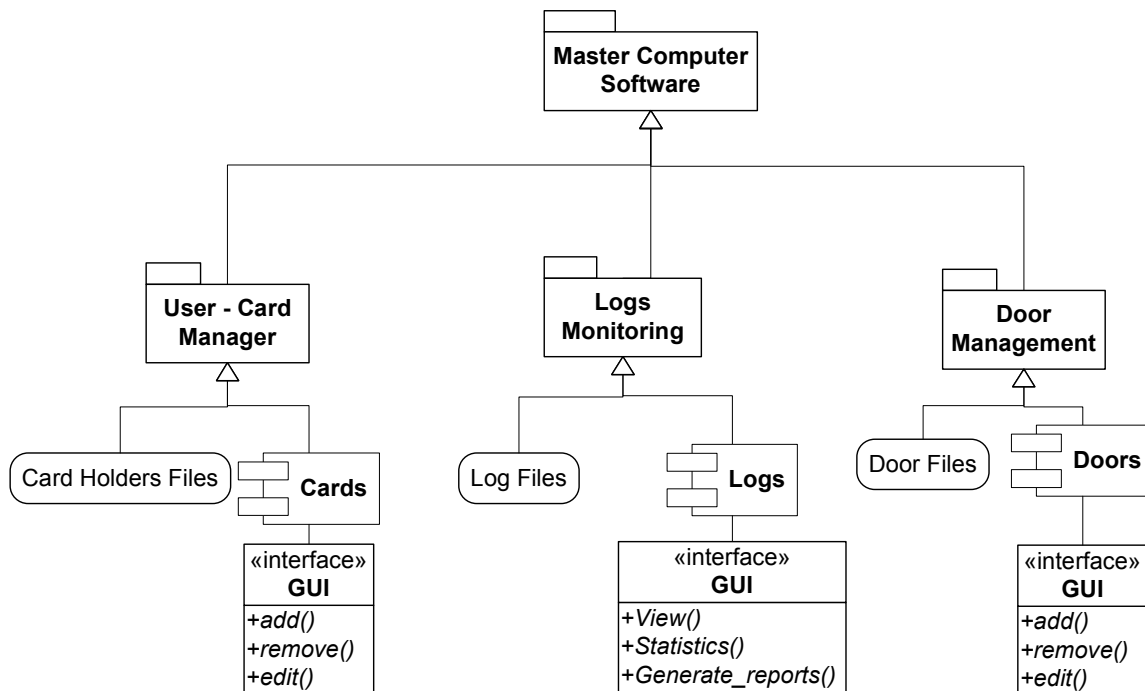 Master Computer
Software
User - Card
Manager
Logs
Monitoring
Door
Management
Card Holders Files
Cards
Log Files
Logs
Door Files
Doors
«interface»
GUI
+add()
+remove()
+edit()
«interface»
GUI
+View()
+Statistics()
+Generate_reports()
«interface»
GUI
+add()
+remove()
+edit()